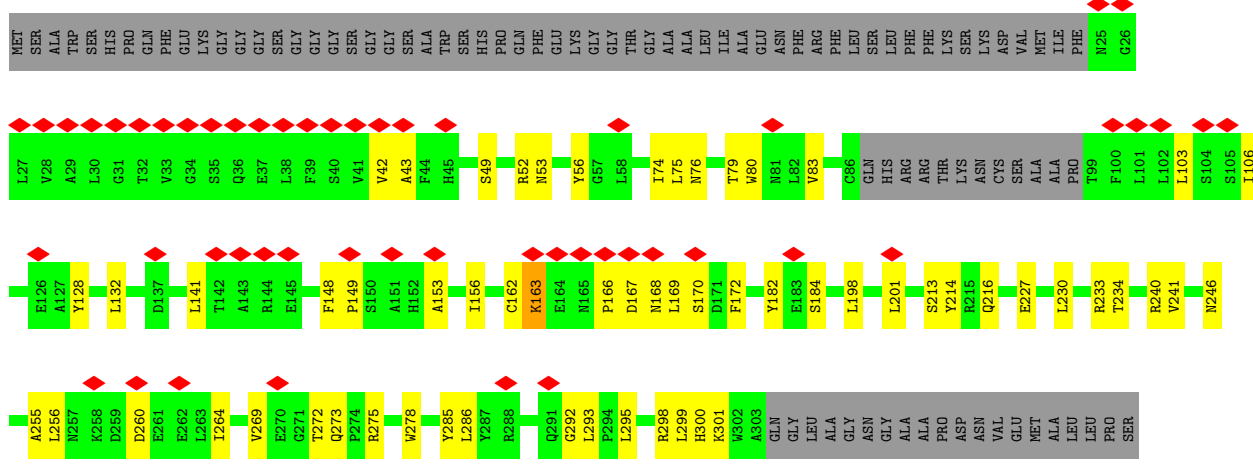 MET SER ALA TRP SER HIS PRO GLN PHE GLU LYS GLY GLY GLY SER GLY GLY GLY SER GLY GLY SER ALA TRP SER HIS PRO GLN PHE GLU LYS GLY GLY THR GLY ALA ALA LEU ILE ALA GLU ASN PHE ARG PHE LEU SER LEU PHE PHE LYS SER LYS ASP VAL MET ILE PHE N25 G26
L27 V28 A29 L30 G31 T32 V33 G34 S35 Q36 E37 L38 F39 S40 V41 V42 A43 F44 H45 S49 R52 N53 Y56 G57 L58 I74 L75 N76 T79 W80 N81 L82 V83 C86 GLN HIS ARG ARG THR LYS ASN CYS SER ALA ALA PRO T99 F100 L101 L102 L103 S104 S105 I106
E126 A127 Y128 L132 D137 L141 T142 A143 R144 E145 F148 P149 S150 A151 H152 A153 I156 C162 K163 E164 N165 P166 D167 N168 L169 S170 D171 F172 Y182 E183 S184 L198 L201 S213 Y214 R215 Q216 E227 L230 R233 T234 R240 V241 N246
A255 L256 N257 K258 D259 D260 E261 E262 L263 I264 V269 E270 G271 T272 Q273 P274 R275 W278 Y285 L286 Y287 R288 Q291 G292 L293 P294 L295 R298 L299 H300 K301 W302 A303 GLN GLY LEU ALA GLY ASN GLY ALA ALA PRO ASP ASN VAL GLU MET ALA LEU LEU PRO SER